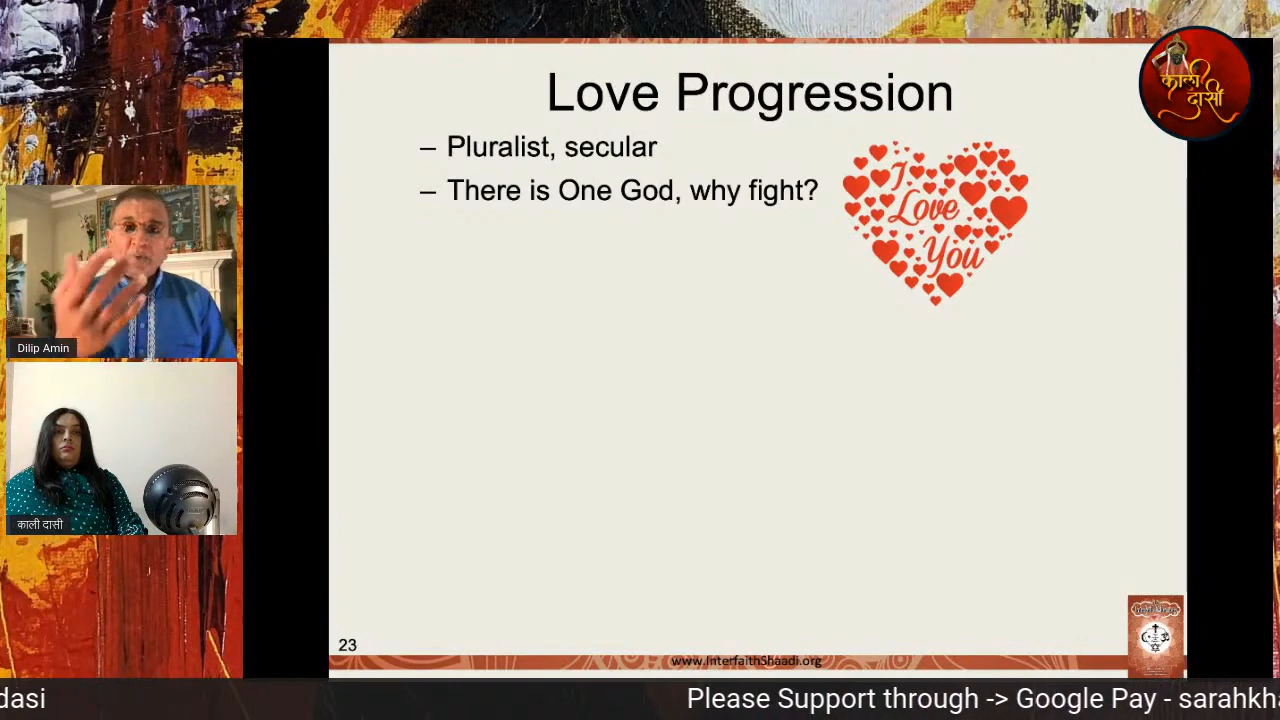 Love Progression
– Pluralist, secular
– There is One God, why fight?
I
Love
You
काली
दासी
Dilip Amin
काली दासी
23
www.InterfaithShaadi.org
dasi
Please Support through -> Google Pay - sarahkha